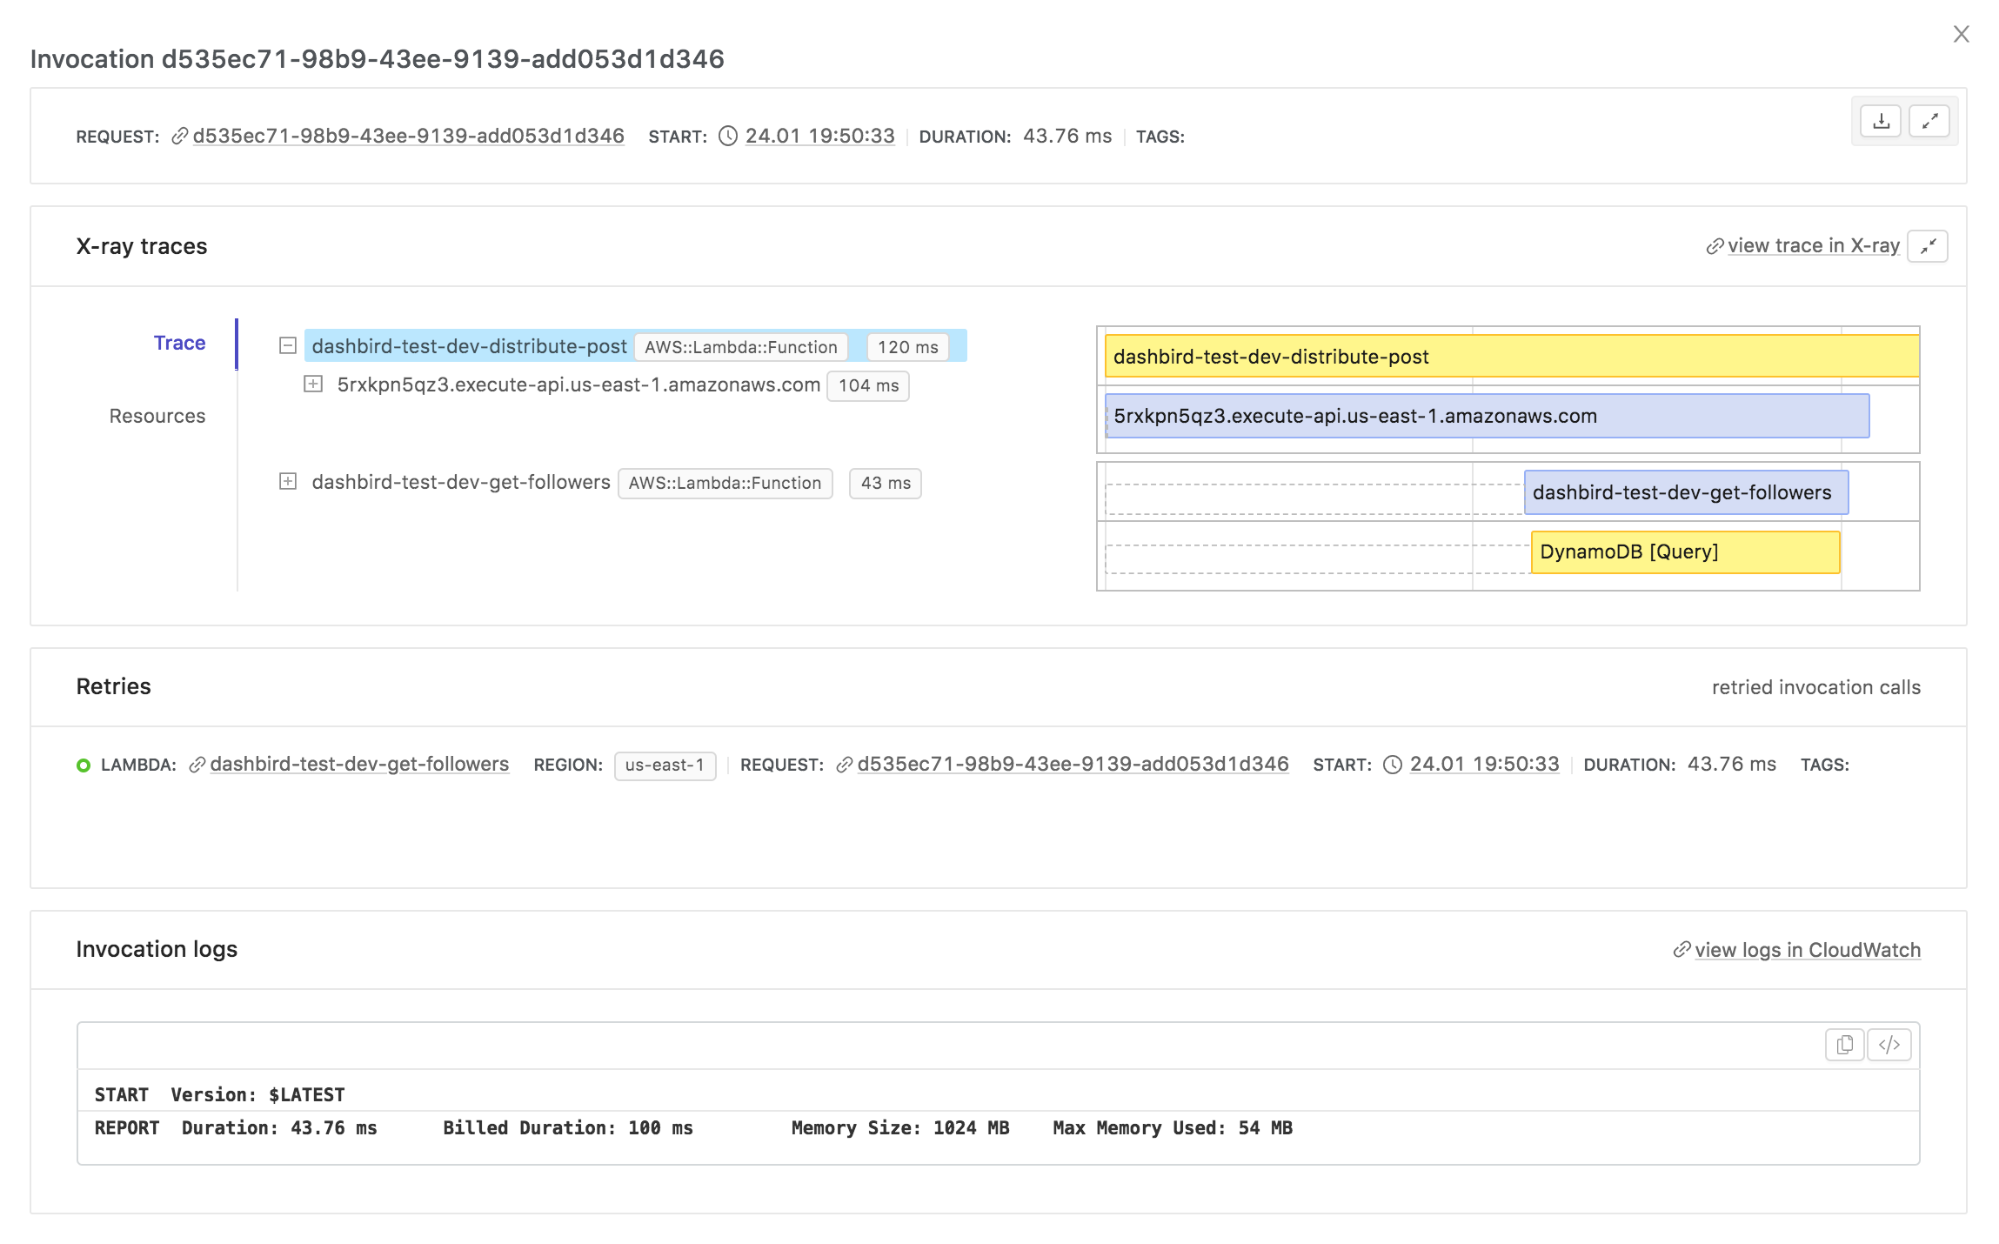 Invocation d535ec71-98b9-43ee-9139-add053d1d346
REQUEST: d535ec71-98b9-43ee-9139-add053d1d346 START: 24.01 19:50:33 DURATION: 43.76 ms TAGS:
X-ray traces
view trace in X-ray
Trace
Resources
dashbird-test-dev-distribute-post AWS::Lambda::Function 120 ms
5rxkpn5qz3.execute-api.us-east-1.amazonaws.com 104 ms
dashbird-test-dev-get-followers AWS::Lambda::Function 43 ms
dashbird-test-dev-distribute-post
5rxkpn5qz3.execute-api.us-east-1.amazonaws.com
dashbird-test-dev-get-followers
DynamoDB [Query]
Retries
retried invocation calls
LAMBDA: dashbird-test-dev-get-followers REGION: us-east-1 REQUEST: d535ec71-98b9-43ee-9139-add053d1d346 START: 24.01 19:50:33 DURATION: 43.76 ms TAGS:
Invocation logs
view logs in CloudWatch
START Version: $LATEST
REPORT Duration: 43.76 ms Billed Duration: 100 ms Memory Size: 1024 MB Max Memory Used: 54 MB